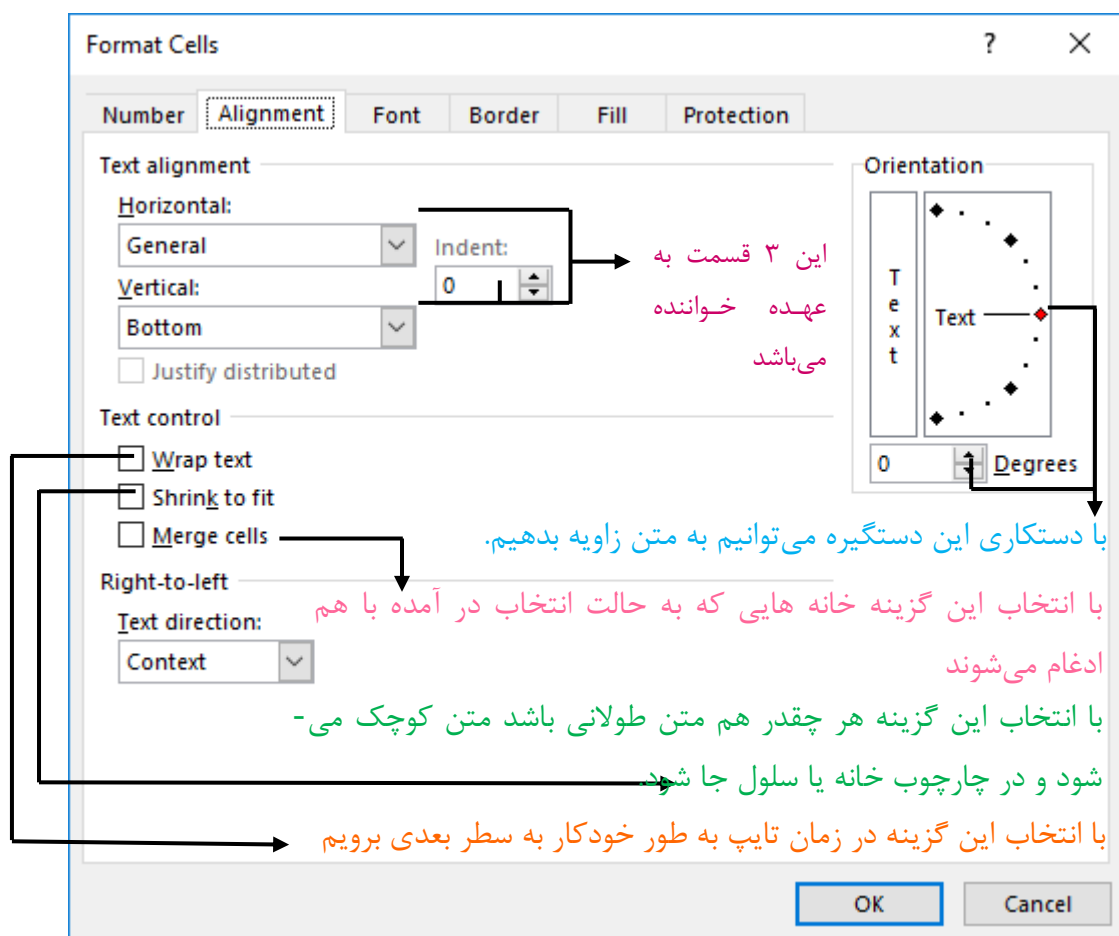 Format Cells ? ×
Number Alignment Font Border Fill Protection
Text alignment
Horizontal:
General
Indent:
0
Vertical:
Bottom
Justify distributed
این ۳ قسمت به
عهـده خـواننده
می‌باشد
Orientation
T
e
x
t
Text
0 Degrees
Text control
Wrap text
Shrink to fit
Merge cells
با دستکاری این دستگیره می‌توانیم به متن زاویه بدهیم.
Right-to-left
Text direction:
Context
با انتخاب این گزینه خانه هایی که به حالت انتخاب در آمده با هم
ادغام می‌شوند
با انتخاب این گزینه هر چقدر هم متن طولانی باشد متن کوچک می-
شود و در چارچوب خانه یا سلول جا شود.
با انتخاب این گزینه در زمان تایپ به طور خودکار به سطر بعدی برویم
OK Cancel